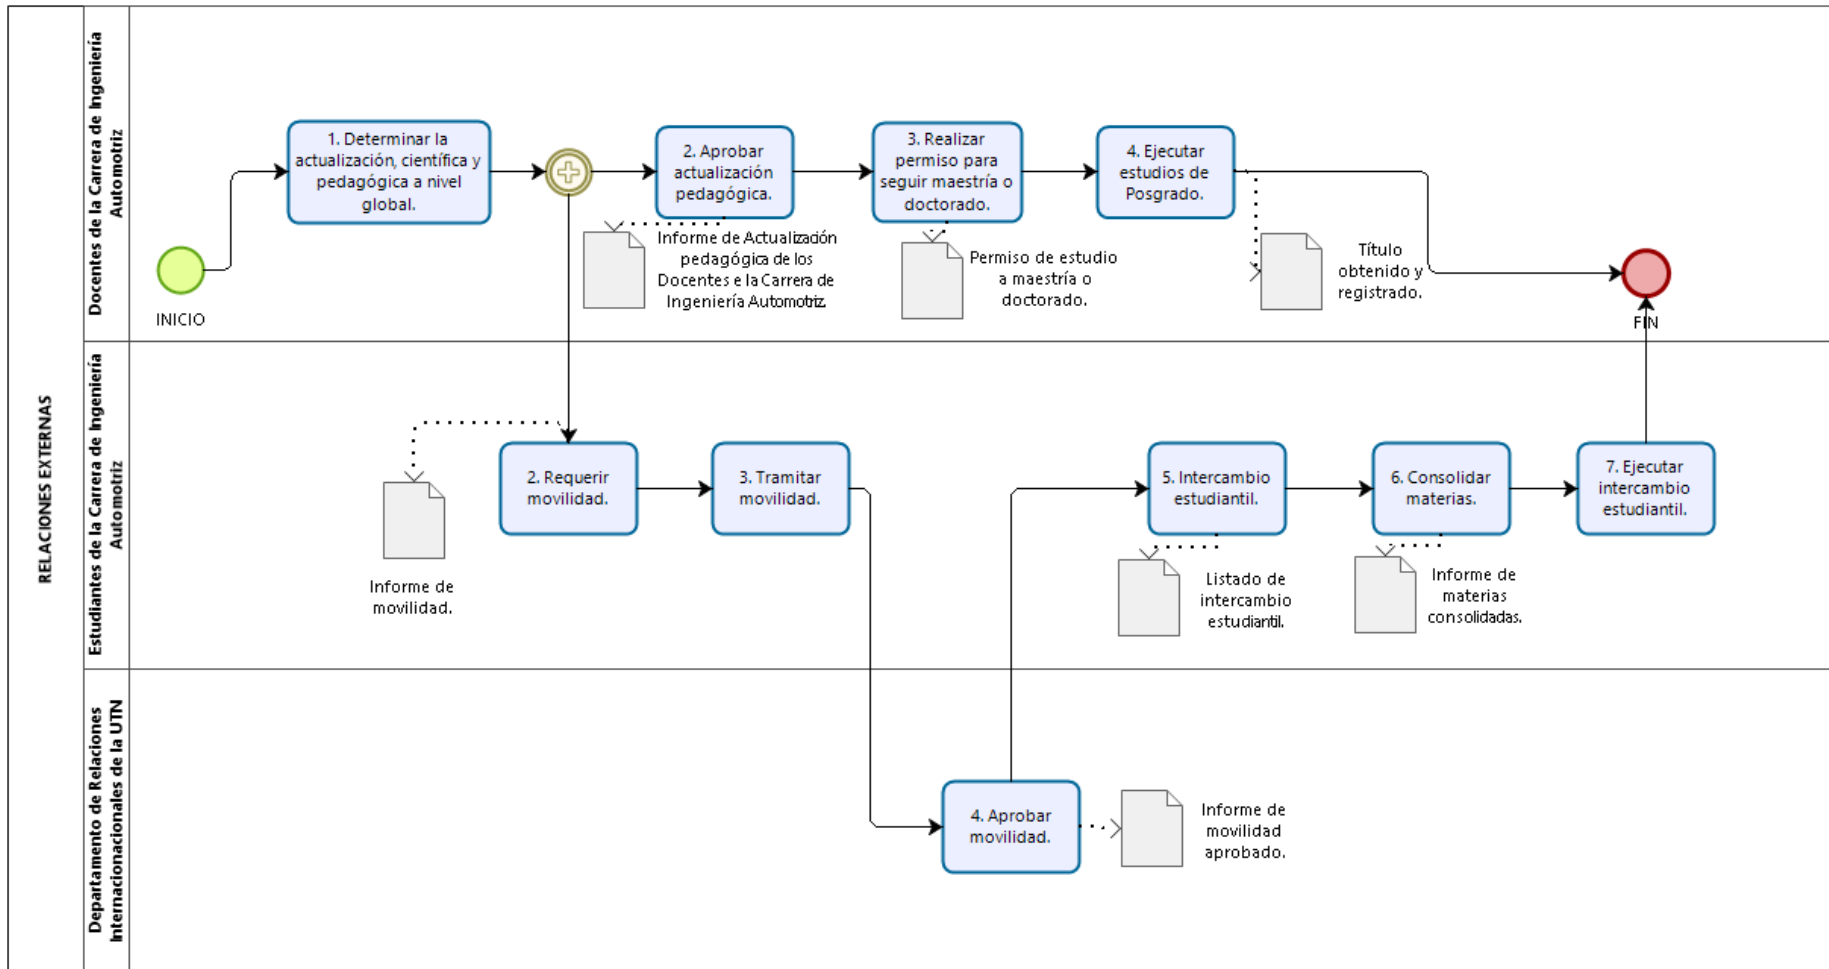 RELACIONES EXTERNAS
Docentes de la Carrera de Ingeniería
Automotriz
INICIO
1. Determinar la
actualización, científica y
pedagógica a nivel
global.
2. Aprobar
actualización
pedagógica.
Informe de Actualización
pedagógica de los
Docentes e la Carrera de
Ingeniería Automotriz.
3. Realizar
permiso para
seguir maestría o
doctorado.
Permiso de estudio
a maestría o
doctorado.
4. Ejecutar
estudios de
Posgrado.
Título
obtenido y
registrado.
FIN
Estudiantes de la Carrera de Ingeniería
Automotriz
2. Requerir
movilidad.
Informe de
movilidad.
3. Tramitar
movilidad.
5. Intercambio
estudiantil.
Listado de
intercambio
estudiantil.
6. Consolidar
materias.
Informe de
materias
consolidadas.
7. Ejecutar
intercambio
estudiantil.
Departamento de Relaciones
Internacionacionales de la UTN
4. Aprobar
movilidad.
Informe de
movilidad
aprobado.